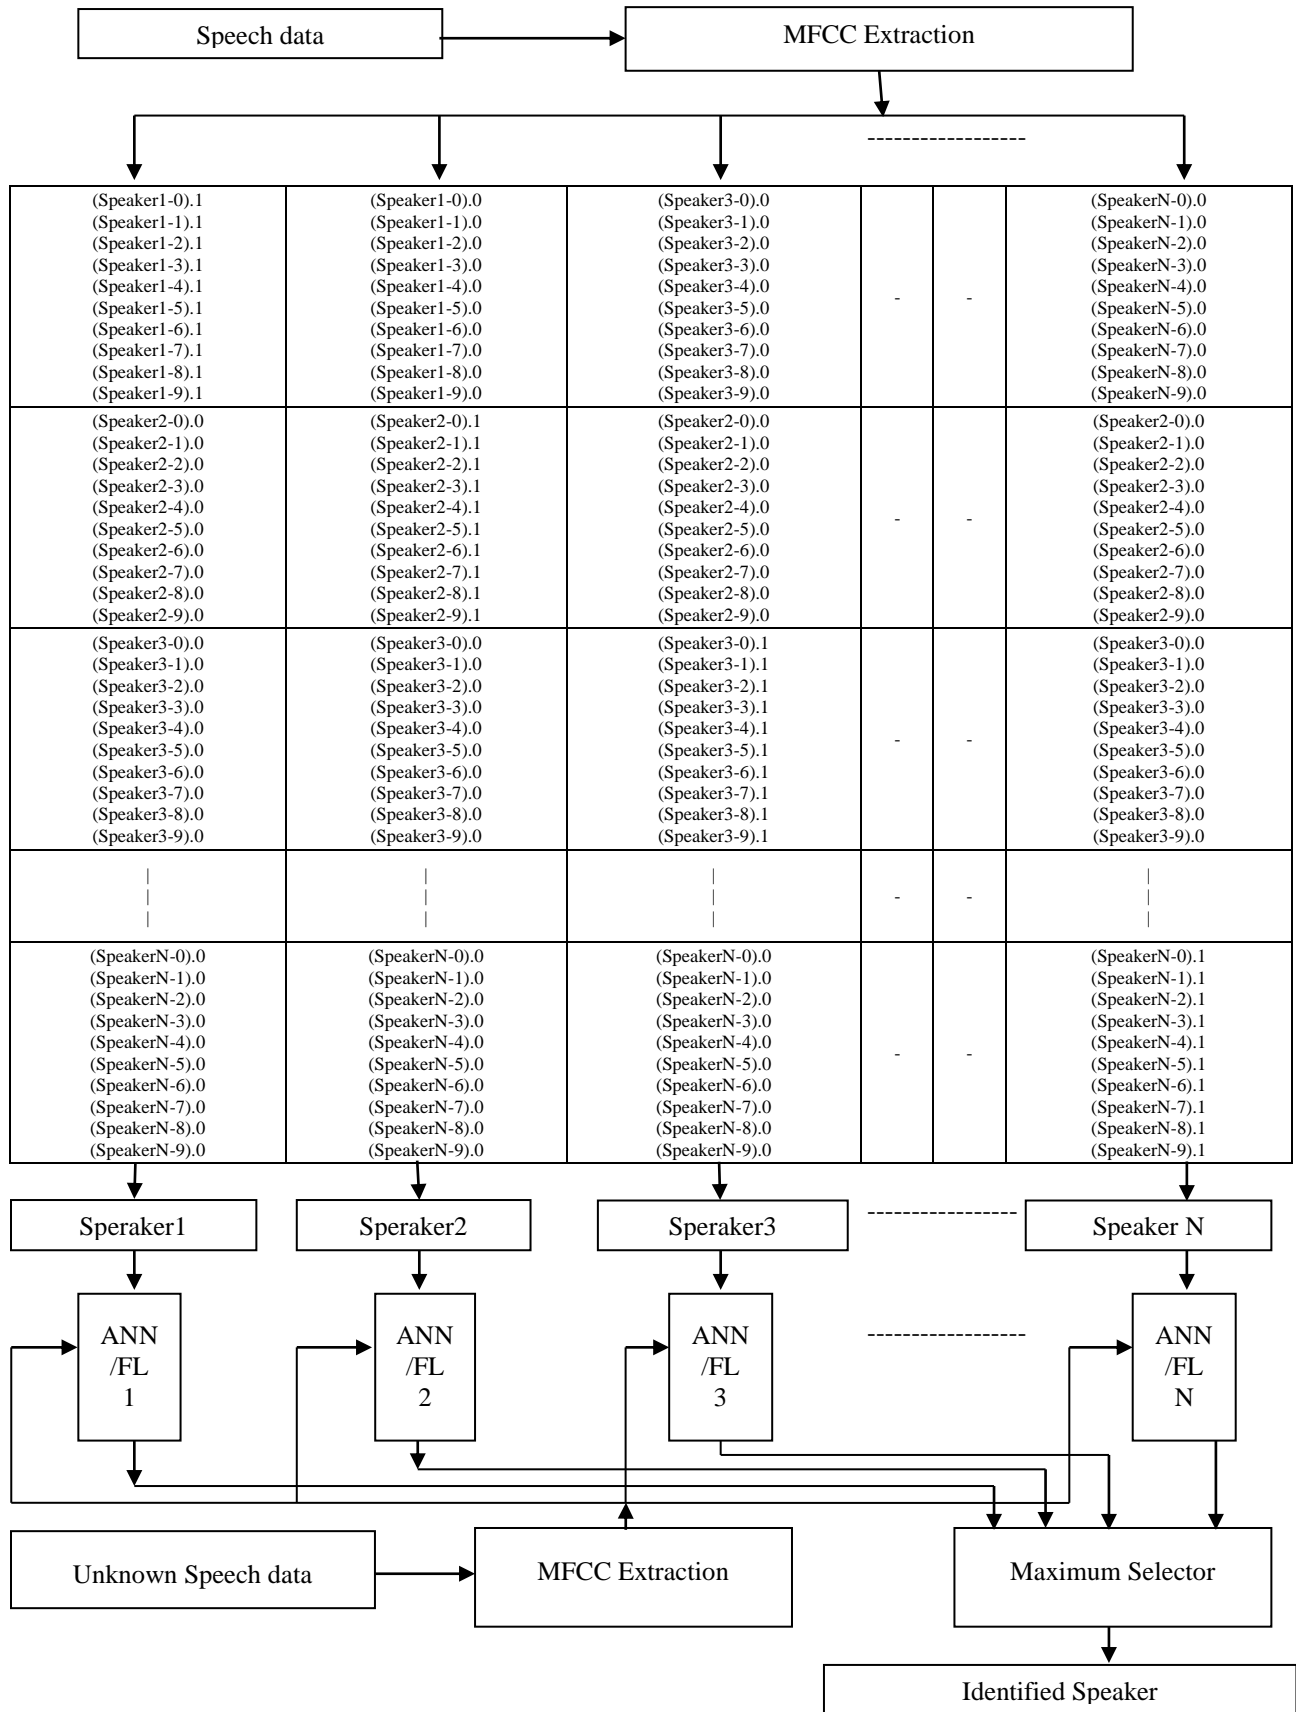 Speech data
MFCC Extraction
------------------
(Speaker1-0).1
(Speaker1-1).1
(Speaker1-2).1
(Speaker1-3).1
(Speaker1-4).1
(Speaker1-5).1
(Speaker1-6).1
(Speaker1-7).1
(Speaker1-8).1
(Speaker1-9).1
(Speaker1-0).0
(Speaker1-1).0
(Speaker1-2).0
(Speaker1-3).0
(Speaker1-4).0
(Speaker1-5).0
(Speaker1-6).0
(Speaker1-7).0
(Speaker1-8).0
(Speaker1-9).0
(Speaker3-0).0
(Speaker3-1).0
(Speaker3-2).0
(Speaker3-3).0
(Speaker3-4).0
(Speaker3-5).0
(Speaker3-6).0
(Speaker3-7).0
(Speaker3-8).0
(Speaker3-9).0
-
-
(SpeakerN-0).0
(SpeakerN-1).0
(SpeakerN-2).0
(SpeakerN-3).0
(SpeakerN-4).0
(SpeakerN-5).0
(SpeakerN-6).0
(SpeakerN-7).0
(SpeakerN-8).0
(SpeakerN-9).0
(Speaker2-0).0
(Speaker2-1).0
(Speaker2-2).0
(Speaker2-3).0
(Speaker2-4).0
(Speaker2-5).0
(Speaker2-6).0
(Speaker2-7).0
(Speaker2-8).0
(Speaker2-9).0
(Speaker2-0).1
(Speaker2-1).1
(Speaker2-2).1
(Speaker2-3).1
(Speaker2-4).1
(Speaker2-5).1
(Speaker2-6).1
(Speaker2-7).1
(Speaker2-8).1
(Speaker2-9).1
(Speaker2-0).0
(Speaker2-1).0
(Speaker2-2).0
(Speaker2-3).0
(Speaker2-4).0
(Speaker2-5).0
(Speaker2-6).0
(Speaker2-7).0
(Speaker2-8).0
(Speaker2-9).0
-
-
(Speaker2-0).0
(Speaker2-1).0
(Speaker2-2).0
(Speaker2-3).0
(Speaker2-4).0
(Speaker2-5).0
(Speaker2-6).0
(Speaker2-7).0
(Speaker2-8).0
(Speaker2-9).0
(Speaker3-0).0
(Speaker3-1).0
(Speaker3-2).0
(Speaker3-3).0
(Speaker3-4).0
(Speaker3-5).0
(Speaker3-6).0
(Speaker3-7).0
(Speaker3-8).0
(Speaker3-9).0
(Speaker3-0).0
(Speaker3-1).0
(Speaker3-2).0
(Speaker3-3).0
(Speaker3-4).0
(Speaker3-5).0
(Speaker3-6).0
(Speaker3-7).0
(Speaker3-8).0
(Speaker3-9).0
(Speaker3-0).1
(Speaker3-1).1
(Speaker3-2).1
(Speaker3-3).1
(Speaker3-4).1
(Speaker3-5).1
(Speaker3-6).1
(Speaker3-7).1
(Speaker3-8).1
(Speaker3-9).1
-
-
(Speaker3-0).0
(Speaker3-1).0
(Speaker3-2).0
(Speaker3-3).0
(Speaker3-4).0
(Speaker3-5).0
(Speaker3-6).0
(Speaker3-7).0
(Speaker3-8).0
(Speaker3-9).0
|
|
|
|
|
|
|
|
|
-
-
|
|
|
(SpeakerN-0).0
(SpeakerN-1).0
(SpeakerN-2).0
(SpeakerN-3).0
(SpeakerN-4).0
(SpeakerN-5).0
(SpeakerN-6).0
(SpeakerN-7).0
(SpeakerN-8).0
(SpeakerN-9).0
(SpeakerN-0).0
(SpeakerN-1).0
(SpeakerN-2).0
(SpeakerN-3).0
(SpeakerN-4).0
(SpeakerN-5).0
(SpeakerN-6).0
(SpeakerN-7).0
(SpeakerN-8).0
(SpeakerN-9).0
(SpeakerN-0).0
(SpeakerN-1).0
(SpeakerN-2).0
(SpeakerN-3).0
(SpeakerN-4).0
(SpeakerN-5).0
(SpeakerN-6).0
(SpeakerN-7).0
(SpeakerN-8).0
(SpeakerN-9).0
-
-
(SpeakerN-0).1
(SpeakerN-1).1
(SpeakerN-2).1
(SpeakerN-3).1
(SpeakerN-4).1
(SpeakerN-5).1
(SpeakerN-6).1
(SpeakerN-7).1
(SpeakerN-8).1
(SpeakerN-9).1
Speraker1
Speraker2
Speraker3
-----------------
Speaker N
ANN
/FL
1
ANN
/FL
2
ANN
/FL
3
------------------
ANN
/FL
N
Unknown Speech data
MFCC Extraction
Maximum Selector
Identified Speaker